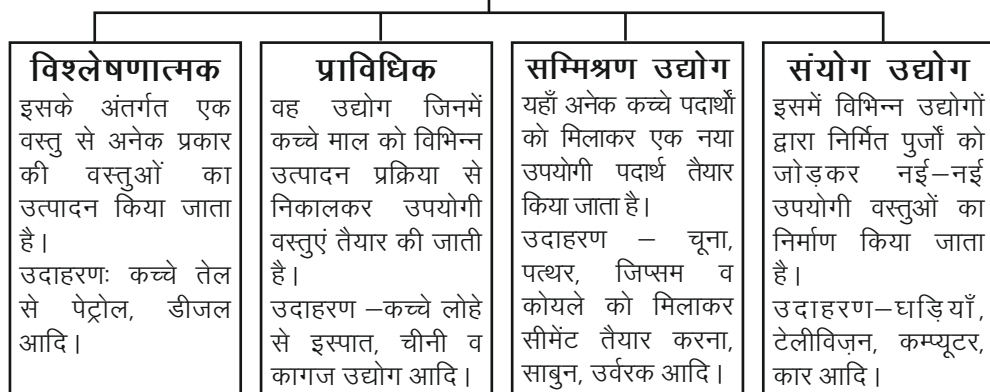 विश्लेषणात्मक
इसके अंतर्गत एक
वस्तु से अनेक प्रकार
की वस्तुओं का
उत्पादन किया जाता
है।
उदाहरणः कच्चे तेल
से पेट्रोल, डीजल
आदि।
प्राविधिक
वह उद्योग जिनमें
कच्चे माल को विभिन्न
उत्पादन प्रक्रिया से
निकालकर उपयोगी
वस्तुएं तैयार की जाती
है।
उदाहरण –कच्चे लोहे
से इस्पात, चीनी व
कागज उद्योग आदि।
सम्मिश्रण उद्योग
यहाँ अनेक कच्चे पदार्थों
को मिलाकर एक नया
उपयोगी पदार्थ तैयार
किया जाता है।
उदाहरण – चूना,
पत्थर, जिप्सम व
कोयले को मिलाकर
सीमेंट तैयार करना,
साबुन, उर्वरक आदि।
संयोग उद्योग
इसमें विभिन्न उद्योगों
द्वारा निर्मित पुर्जों को
जोड़कर नई–नई
उपयोगी वस्तुओं का
निर्माण किया जाता
है।
उदाहरण–घड़ियाँ,
टेलीविज़न, कम्प्यूटर,
कार आदि।